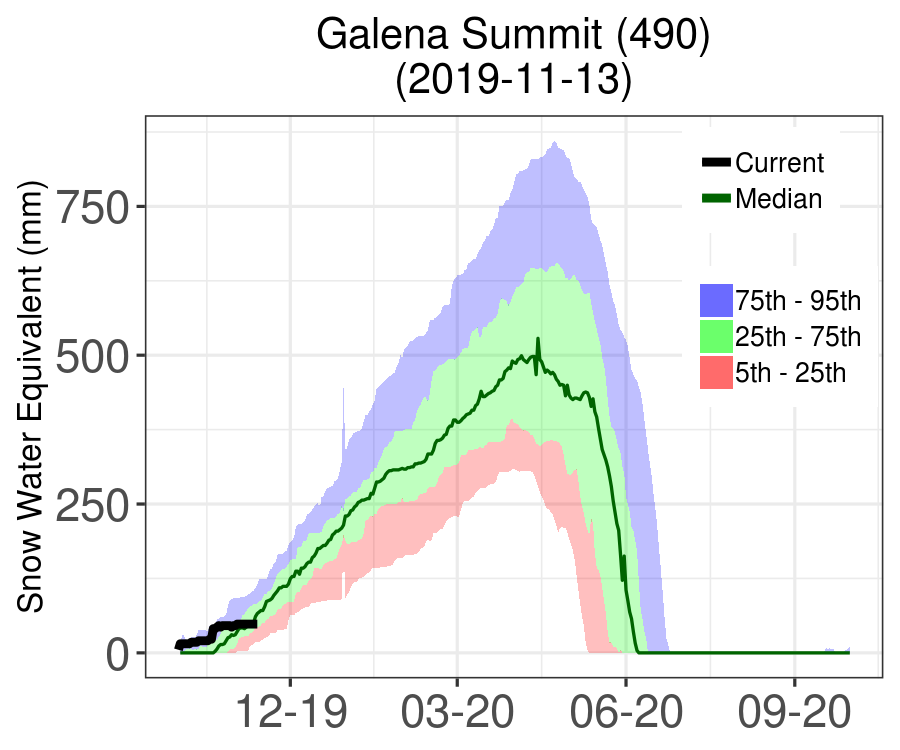 Galena Summit (490)
(2019-11-13)
Snow Water Equivalent (mm)
750
500
250
0
12-19
03-20
06-20
09-20
Current
Median
75th - 95th
25th - 75th
5th - 25th